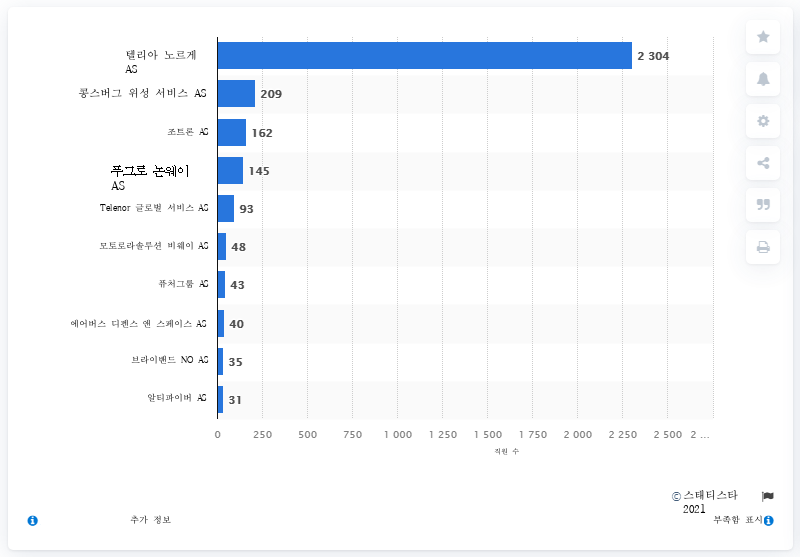 텔리아 노르게
AS
2 304
콩스버그 위성 서비스 AS
209
조트론 AS
162
푸그로 논웨이
AS
145
Telenor 글로벌 서비스 AS
93
모토로라솔루션 비웨이 AS
48
퓨처그룹 AS
43
에어버스 디펜스 앤 스페이스 AS
40
브라이밴드 NO AS
35
알티파이버 AS
31
0 250 500 750 1 000 1 250 1 500 1 750 2 000 2 250 2 500 2 ...
직원 수
© 스태티스타
2021
추가 정보
부족함 표시